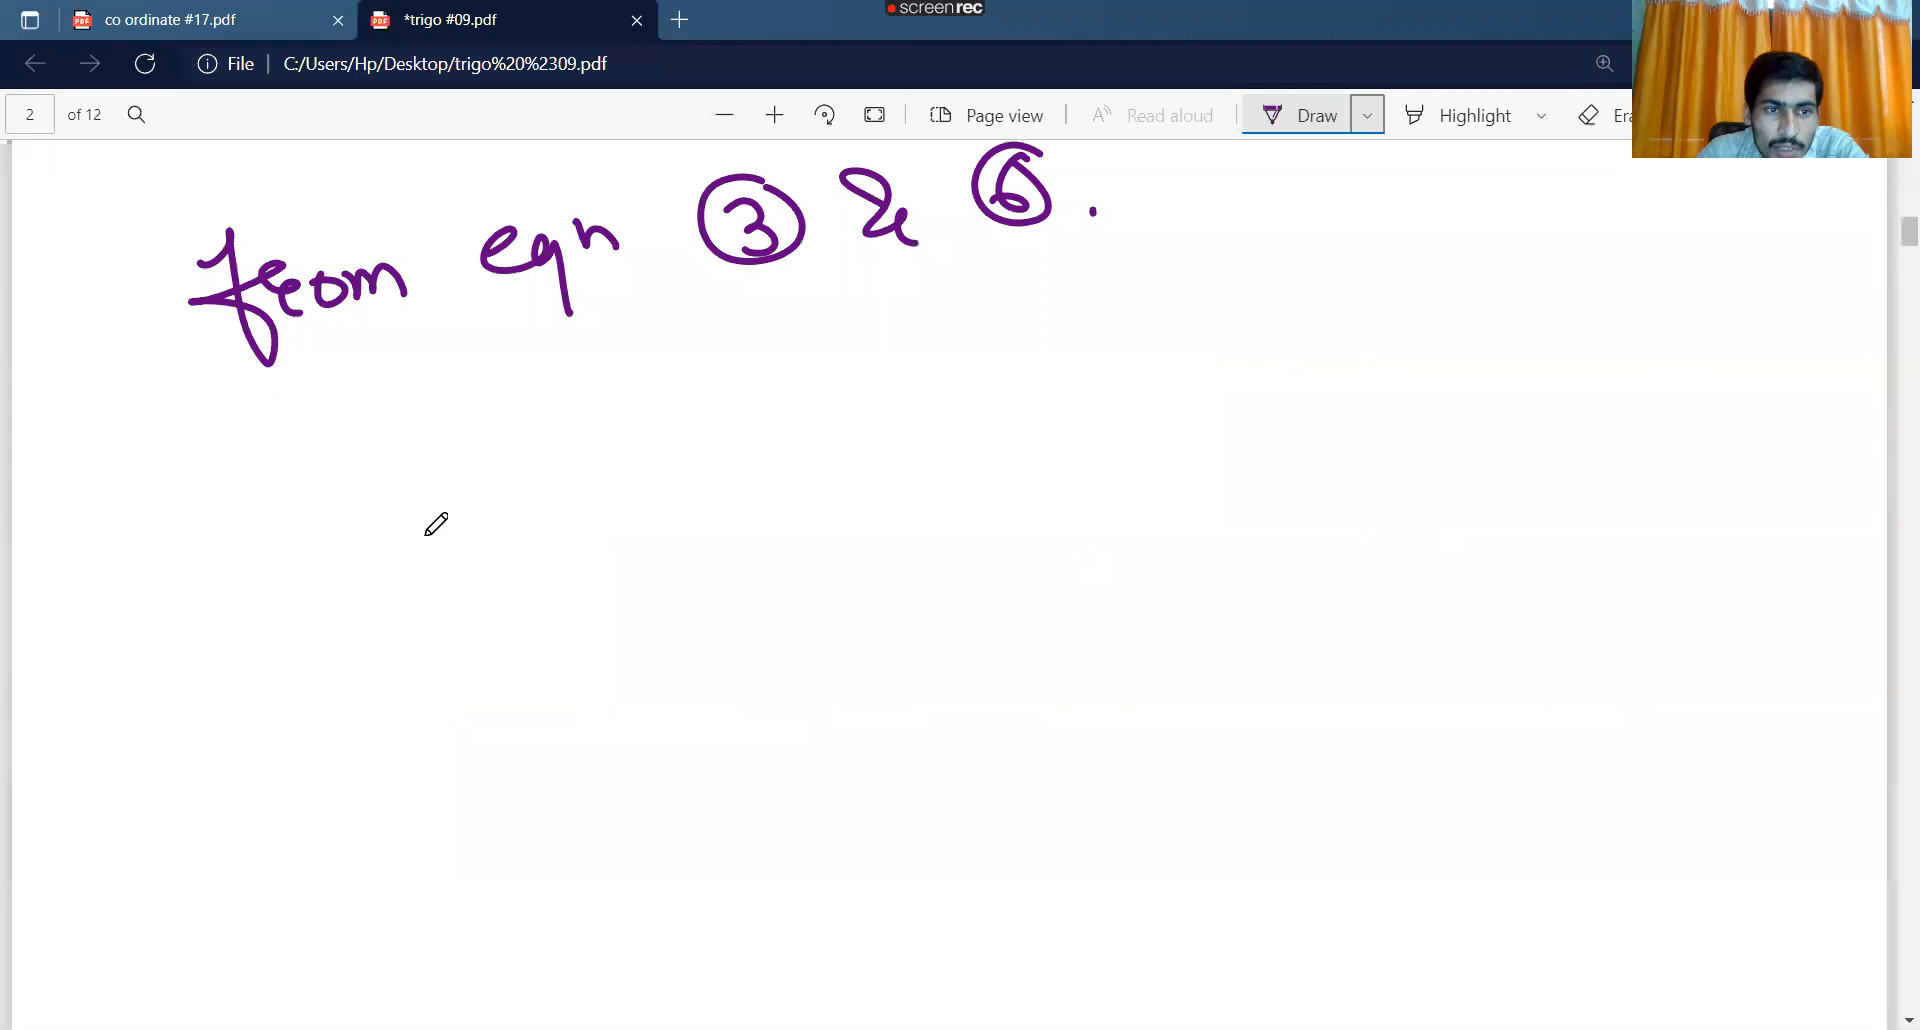 screenrec
co ordinate #17.pdf
*trigo #09.pdf
File C:/Users/Hp/Desktop/trigo%20%2309.pdf
2 of 12 Page view Read aloud Draw Highlight Era
from eqn ③ & ⑥.